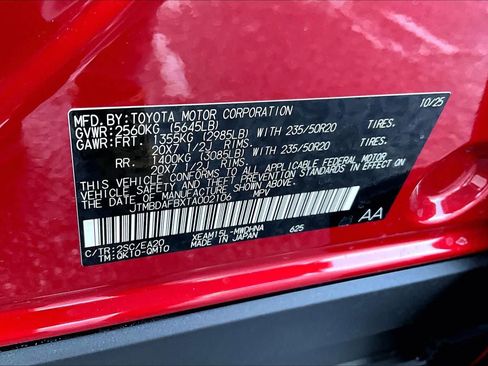 MFD.BY:TOYOTA MOTOR CORPORATION 10/25
GVWR:2560KG (5645LB)
GAWR:FRT. 1355KG (2985LB) WITH 235/50R20 TIRES.
20X7 1/2J RIMS.
RR. 1400KG (3085LB) WITH 235/50R20 TIRES.
20X7 1/2J RIMS.
THIS VEHICLE CONFORMS TO ALL APPLICABLE FEDERAL MOTOR
VEHICLE SAFETY AND THEFT PREVENTION STANDARDS IN
EFFECT ON THE DATE OF MANUFACTURE SHOWN ABOVE.
JTMBDAFBXTA002106 MPV
AA
C/TR:2SC/EA20 XEAM15L-MWDHNA 625
TM:QK10-QM10 MADE IN JAPAN